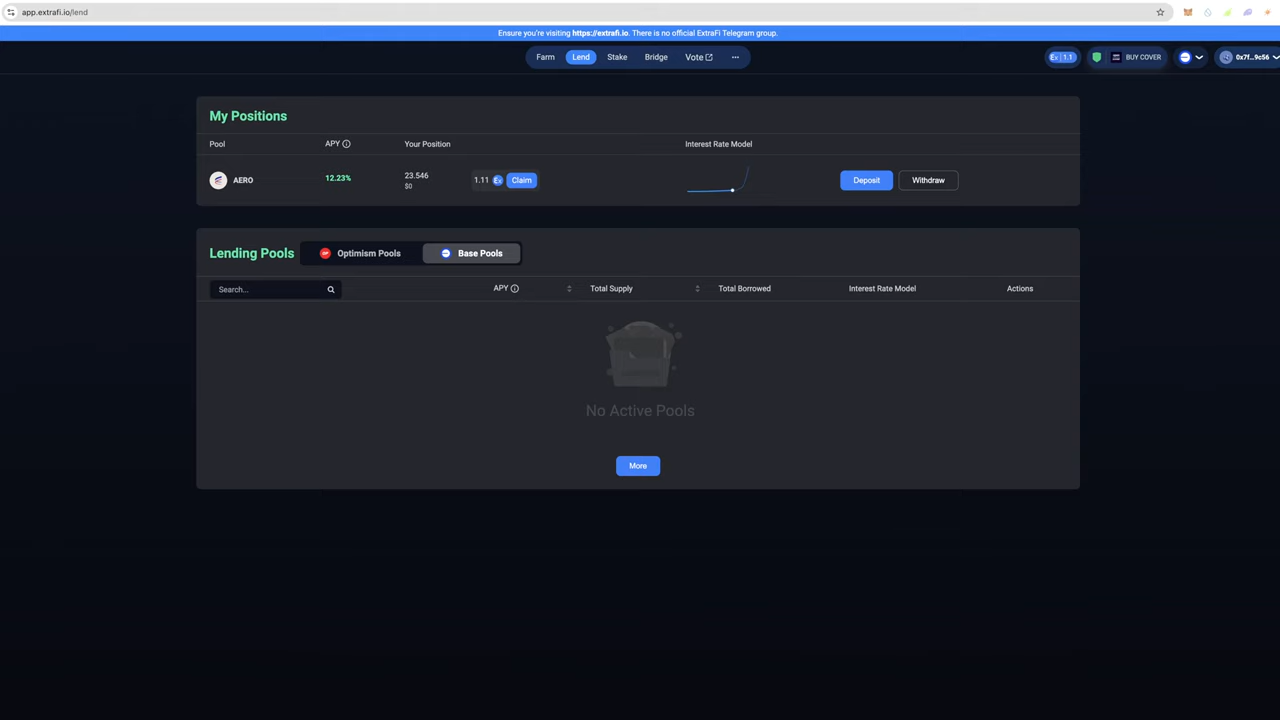 app.extrafi.io/lend
Ensure you're visiting https://extrafi.io. There is no official ExtraFi Telegram group.
Farm Lend Stake Bridge Vote ··· 1.1 BUY COVER 0x7f...9c56
My Positions
Pool APY Your Position Interest Rate Model
AERO 12.23% 23.546 1.11 Claim Deposit Withdraw
$0
Lending Pools Optimism Pools Base Pools
Search... APY Total Supply Total Borrowed Interest Rate Model Actions
No Active Pools
More